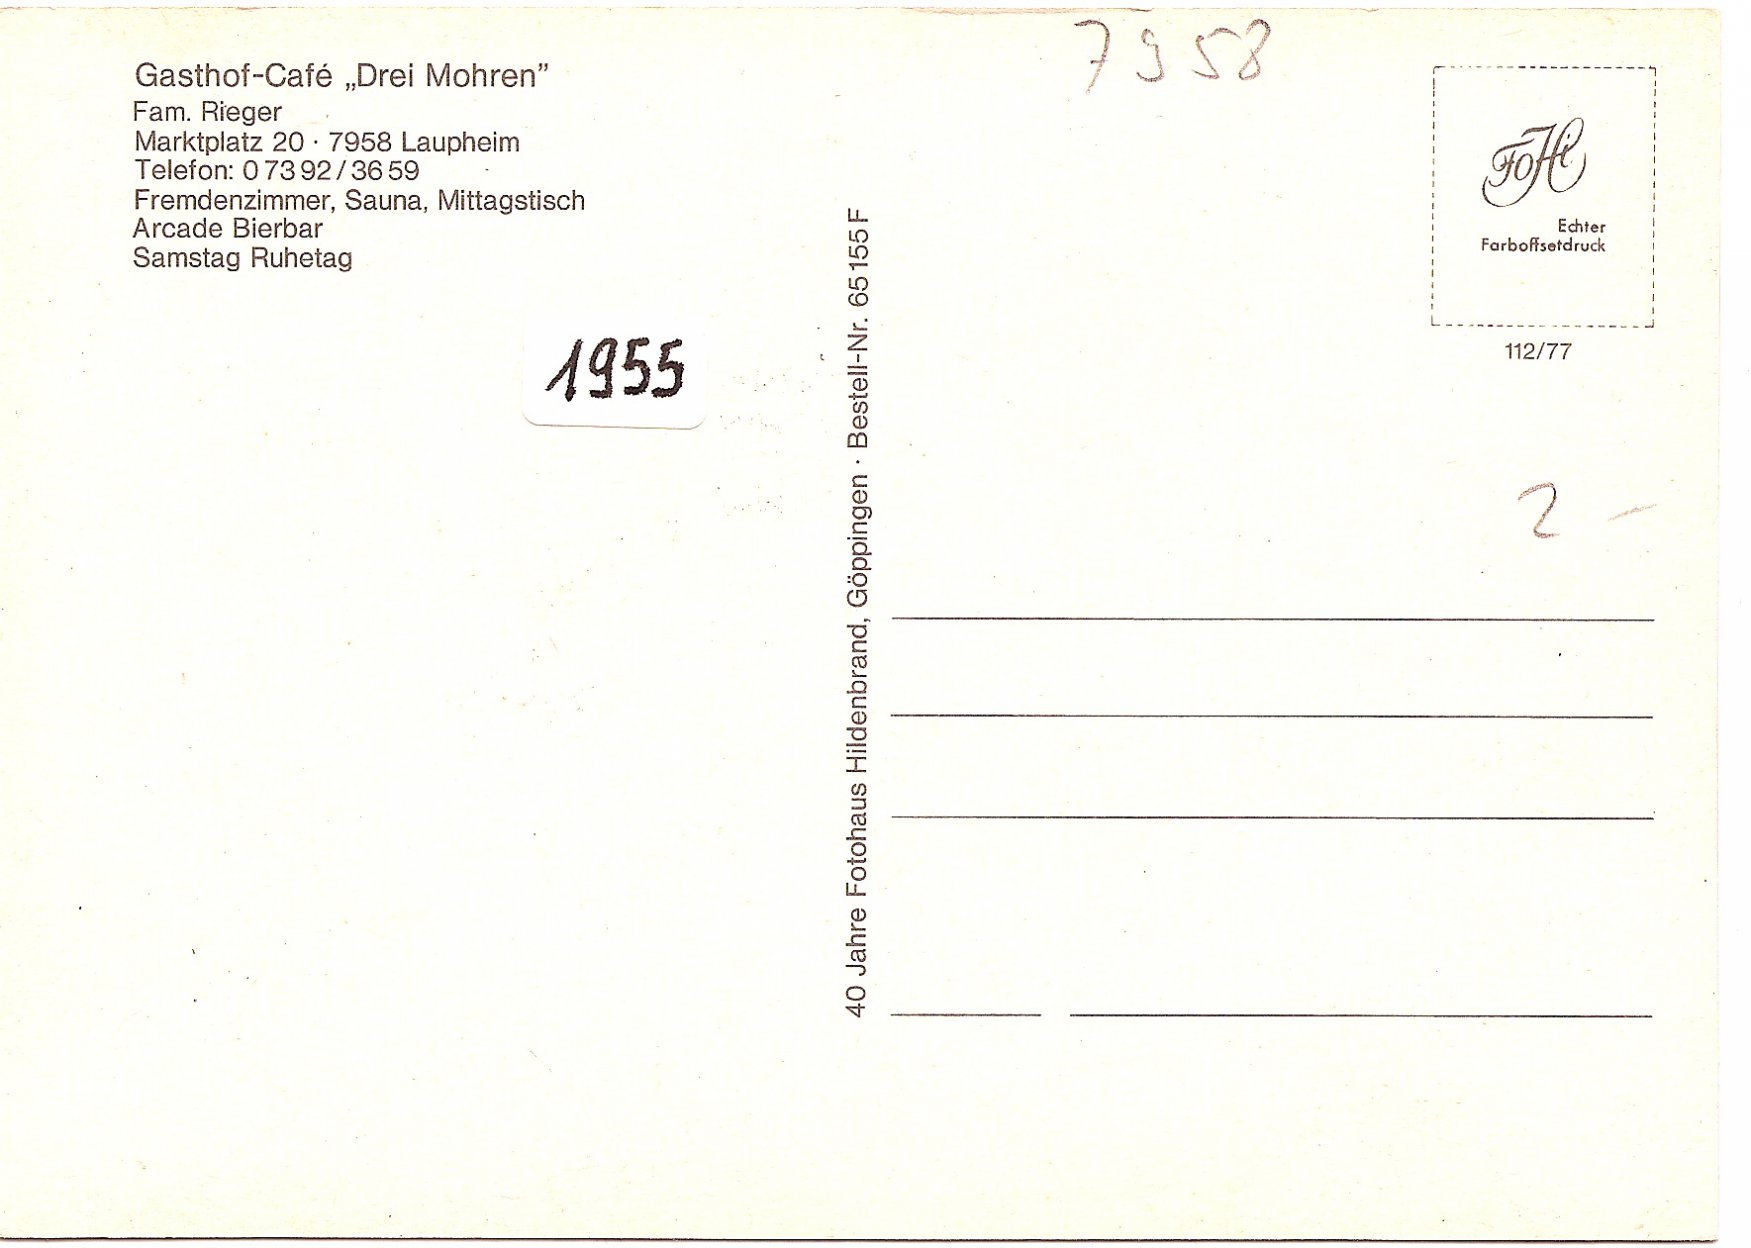 Gasthof-Café „Drei Mohren”
Fam. Rieger
Marktplatz 20 · 7958 Laupheim
Telefon: 0 73 92 / 36 59
Fremdenzimmer, Sauna, Mittagstisch
Arcade Bierbar
Samstag Ruhetag
1955
40 Jahre Fotohaus Hildenbrand, Göppingen · Bestell-Nr. 65155 F
7958
FoHi
Echter
Farboffsetdruck
112/77
2 -